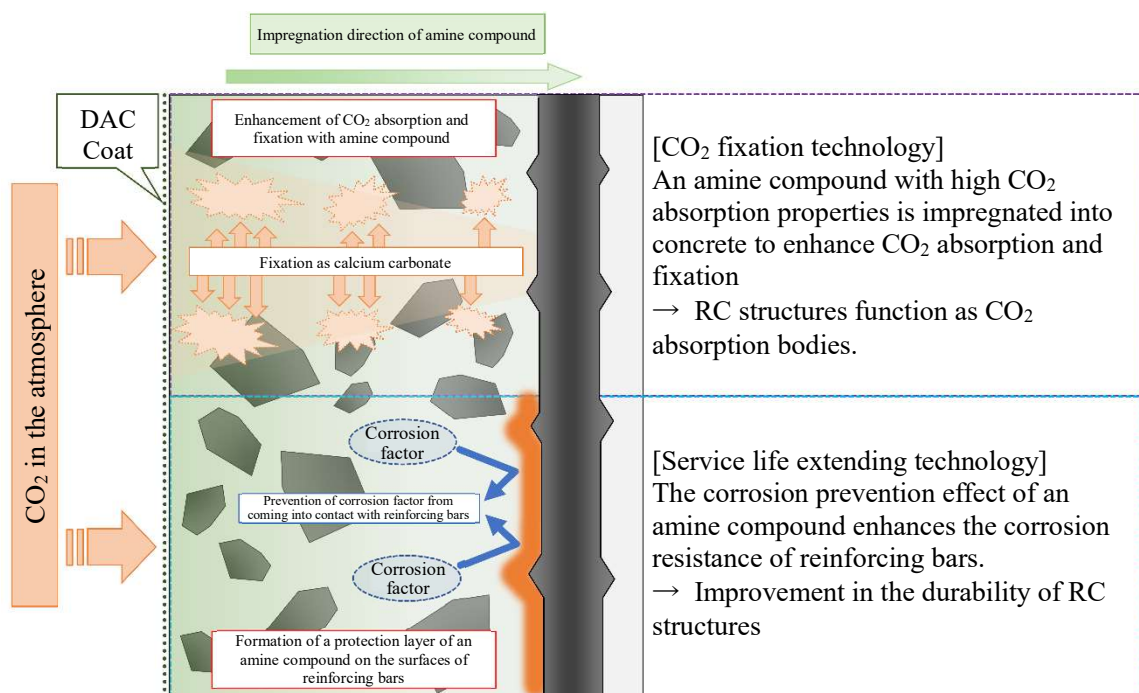 Impregnation direction of amine compound
DAC
Coat
CO₂ in the atmosphere
Enhancement of CO₂ absorption and
fixation with amine compound
Fixation as calcium carbonate
[CO₂ fixation technology]
An amine compound with high CO₂
absorption properties is impregnated into
concrete to enhance CO₂ absorption and
fixation
→ RC structures function as CO₂
absorption bodies.
Corrosion
factor
Prevention of corrosion factor from
coming into contact with reinforcing bars
Corrosion
factor
Formation of a protection layer of an
amine compound on the surfaces of
reinforcing bars
[Service life extending technology]
The corrosion prevention effect of an
amine compound enhances the corrosion
resistance of reinforcing bars.
→ Improvement in the durability of RC
structures